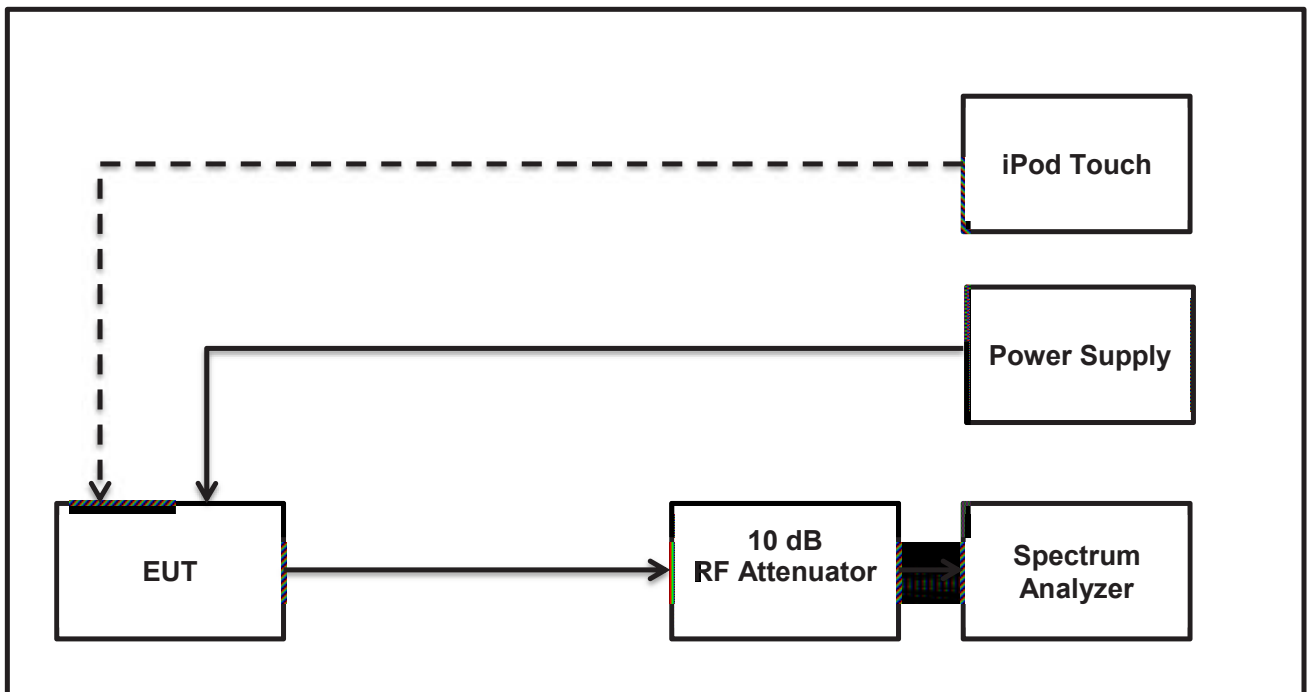 iPod Touch
Power Supply
EUT
10 dB
RF Attenuator
Spectrum
Analyzer